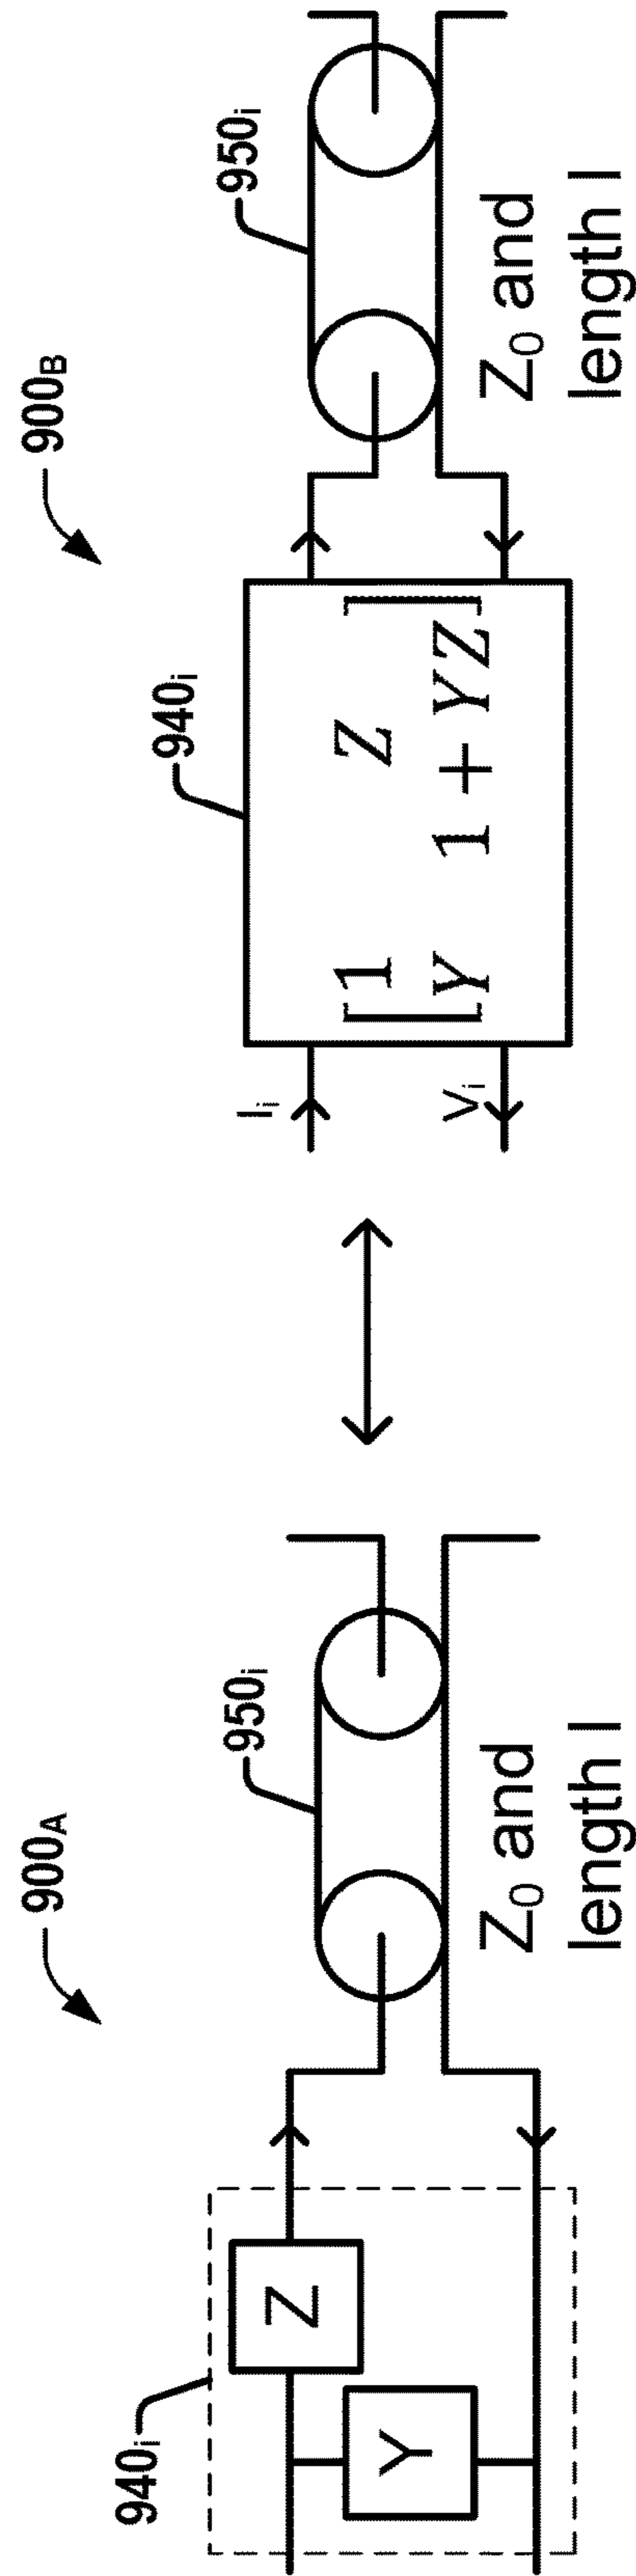 900A
940i
950i
Z
Y
Z0 and
length l
900B
940i
950i
Ii
Vi
[1 Z
Y 1 + YZ]
Z0 and
length l